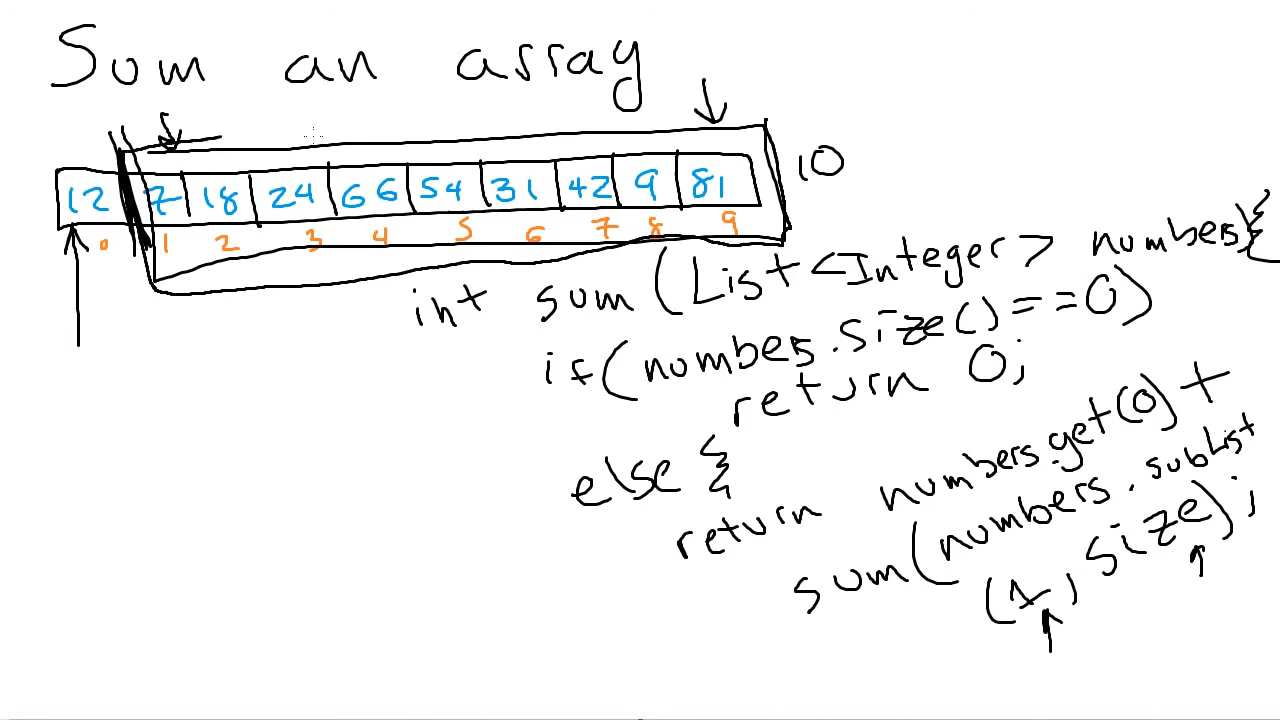 Sum an array
12 7 18 24 66 54 31 42 9 81 10
0 1 2 3 4 5 6 7 8 9
int sum (List <Integer> numbers){
if(numbers.size()==0)
return 0;
else {
return numbers.get(0) +
sum(numbers.subList
(1, size);